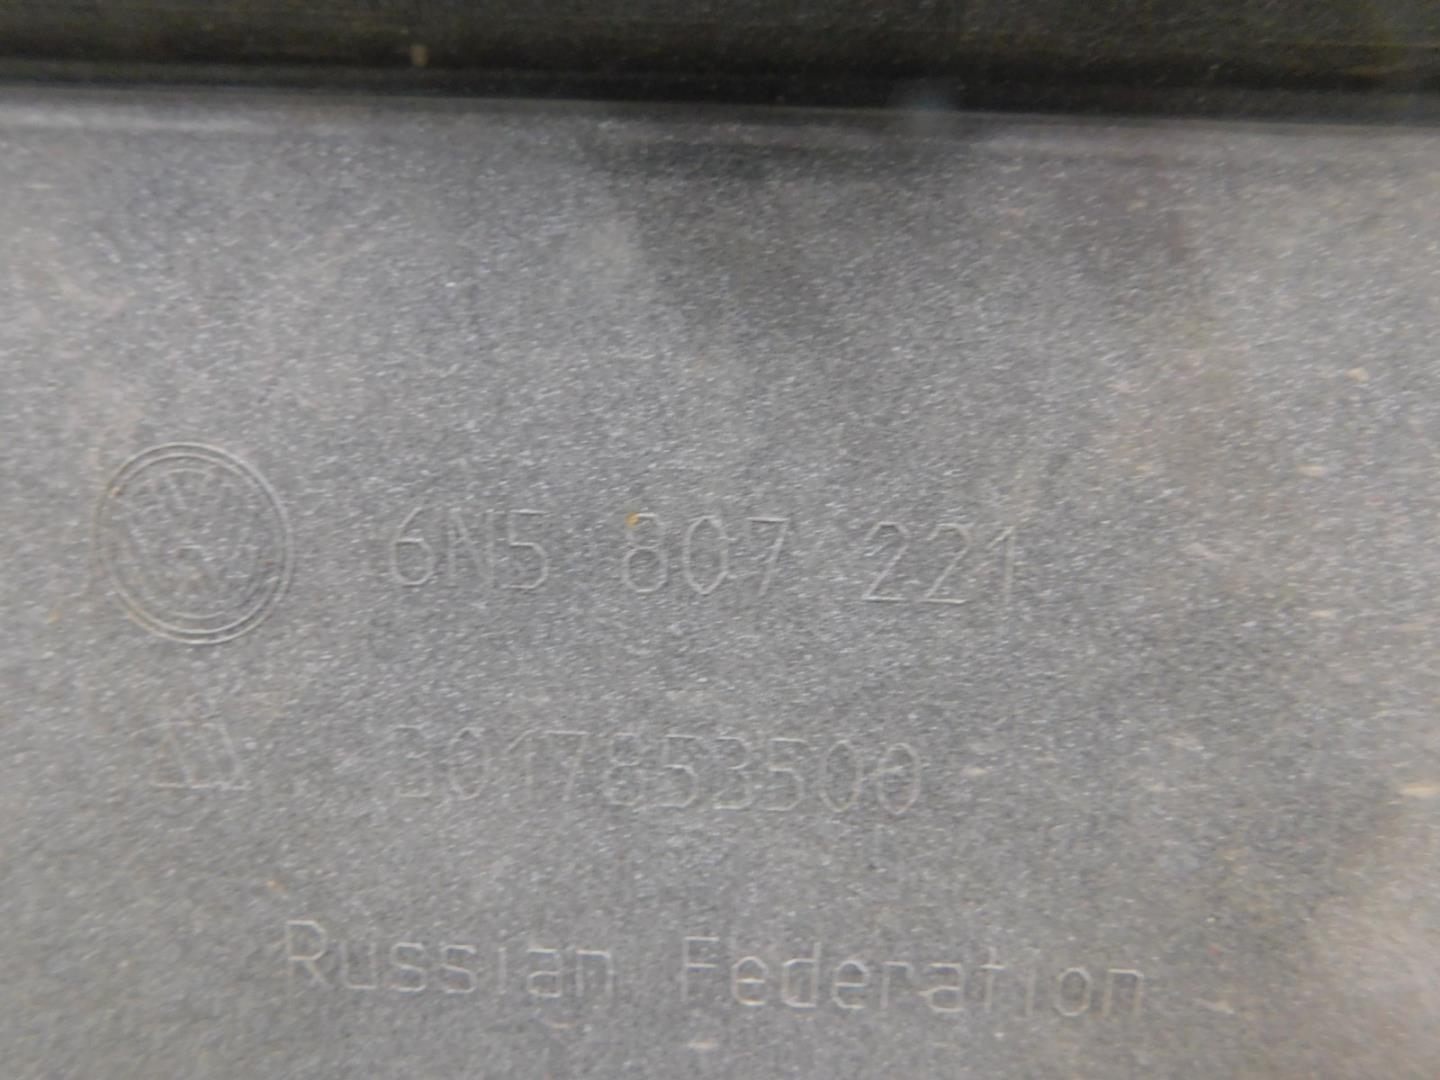 6N5 807 221
3017853500
Russian Federation